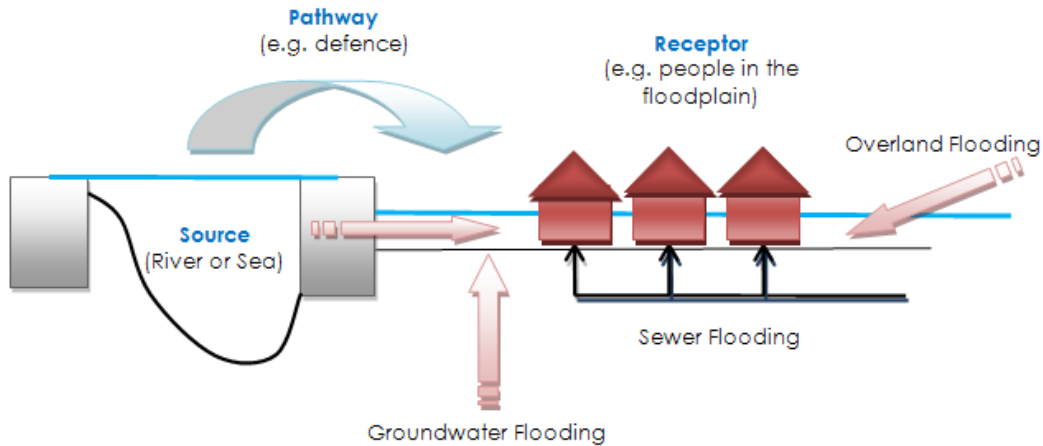 Pathway
(e.g. defence)
Receptor
(e.g. people in the
floodplain)
Overland Flooding
Source
(River or Sea)
Sewer Flooding
Groundwater Flooding